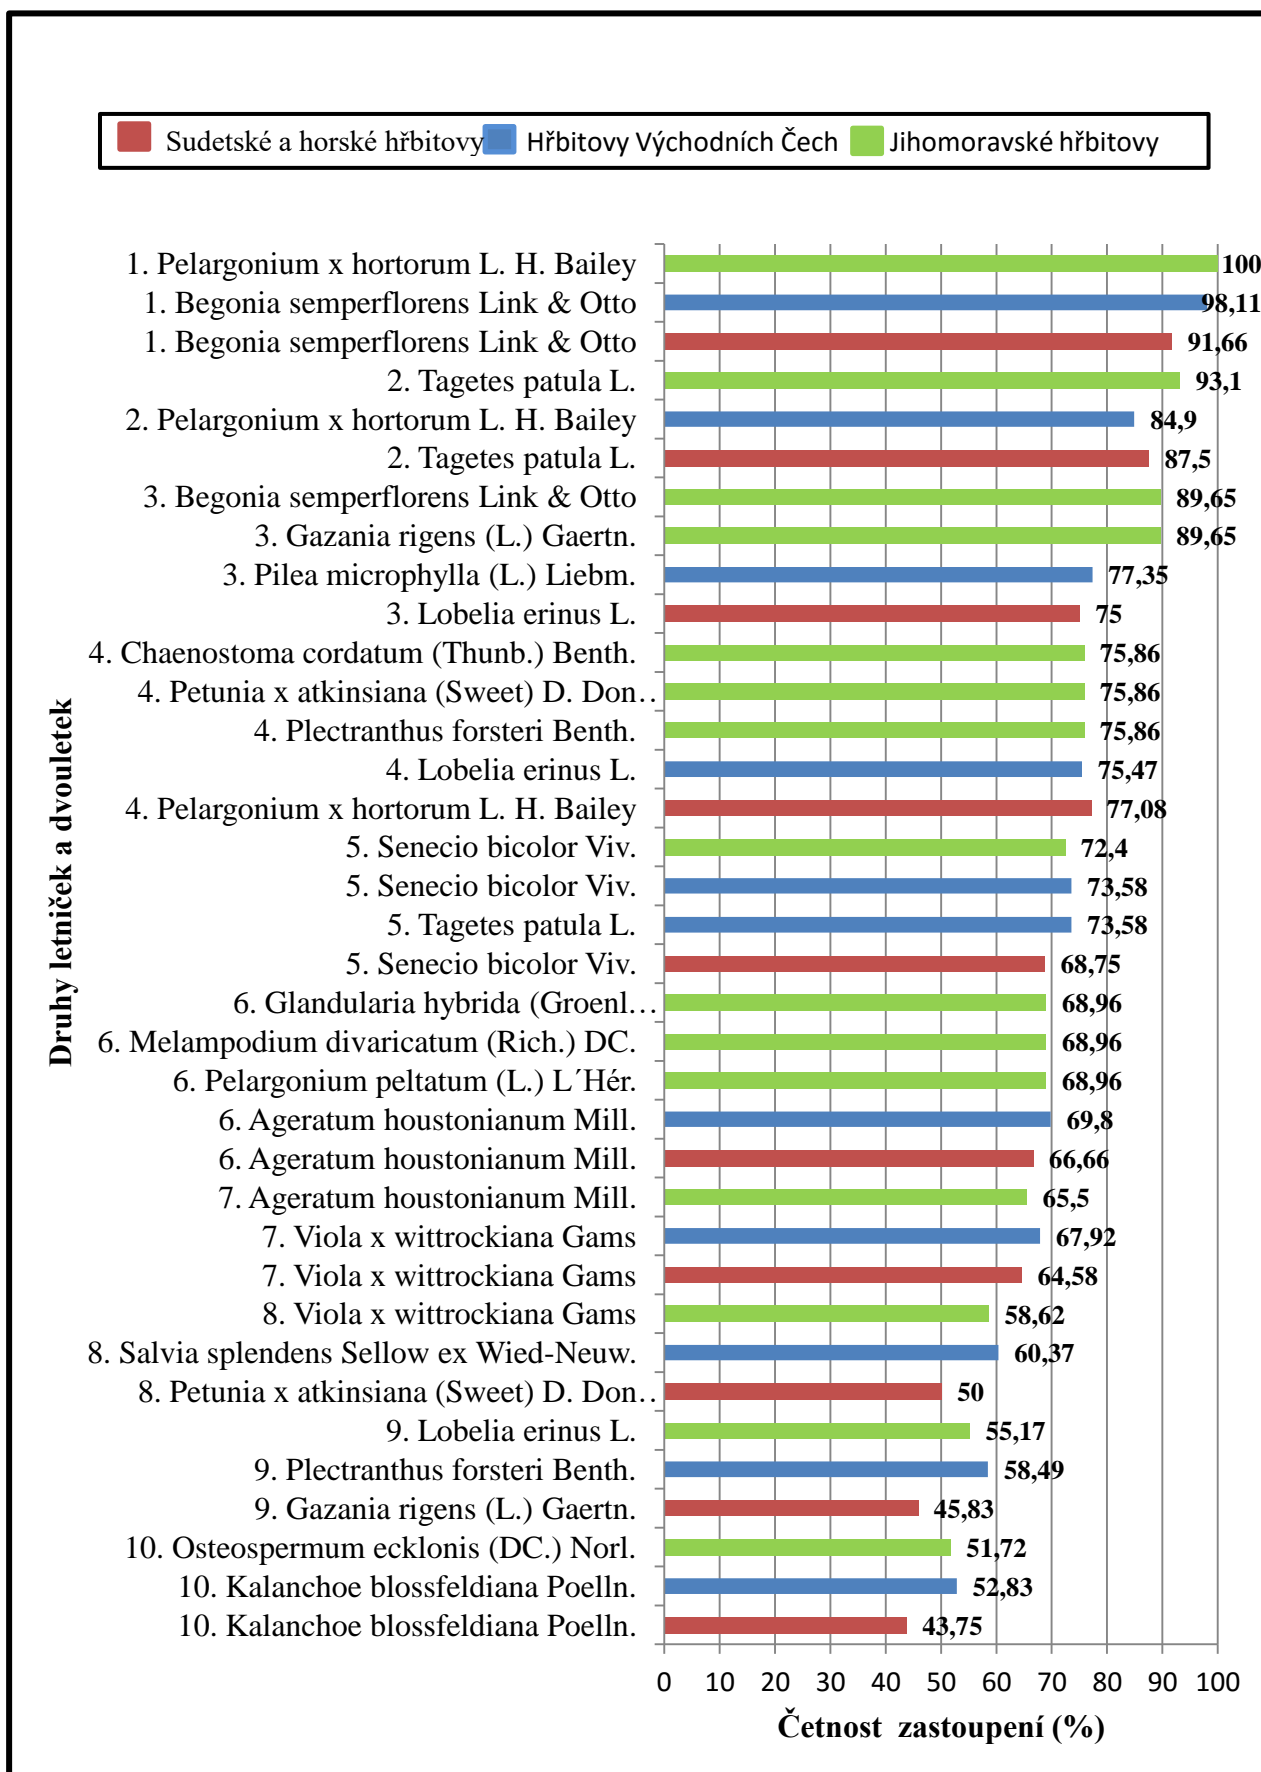 Sudetské a horské hřbitovy Hřbitovy Východních Čech Jihomoravské hřbitovy
1. Pelargonium x hortorum L. H. Bailey 100
1. Begonia semperflorens Link & Otto 98,11
1. Begonia semperflorens Link & Otto 91,66
2. Tagetes patula L. 93,1
2. Pelargonium x hortorum L. H. Bailey 84,9
2. Tagetes patula L. 87,5
3. Begonia semperflorens Link & Otto 89,65
3. Gazania rigens (L.) Gaertn. 89,65
3. Pilea microphylla (L.) Liebm. 77,35
3. Lobelia erinus L. 75
4. Chaenostoma cordatum (Thunb.) Benth. 75,86
4. Petunia x atkinsiana (Sweet) D. Don… 75,86
4. Plectranthus forsteri Benth. 75,86
4. Lobelia erinus L. 75,47
4. Pelargonium x hortorum L. H. Bailey 77,08
5. Senecio bicolor Viv. 72,4
5. Senecio bicolor Viv. 73,58
5. Tagetes patula L. 73,58
5. Senecio bicolor Viv. 68,75
6. Glandularia hybrida (Groenl… 68,96
6. Melampodium divaricatum (Rich.) DC. 68,96
6. Pelargonium peltatum (L.) L´Hér. 68,96
6. Ageratum houstonianum Mill. 69,8
6. Ageratum houstonianum Mill. 66,66
7. Ageratum houstonianum Mill. 65,5
7. Viola x wittrockiana Gams 67,92
7. Viola x wittrockiana Gams 64,58
8. Viola x wittrockiana Gams 58,62
8. Salvia splendens Sellow ex Wied-Neuw. 60,37
8. Petunia x atkinsiana (Sweet) D. Don… 50
9. Lobelia erinus L. 55,17
9. Plectranthus forsteri Benth. 58,49
9. Gazania rigens (L.) Gaertn. 45,83
10. Osteospermum ecklonis (DC.) Norl. 51,72
10. Kalanchoe blossfeldiana Poelln. 52,83
10. Kalanchoe blossfeldiana Poelln. 43,75
0 10 20 30 40 50 60 70 80 90 100
Četnost zastoupení (%)
Druhy letniček a dvouletek